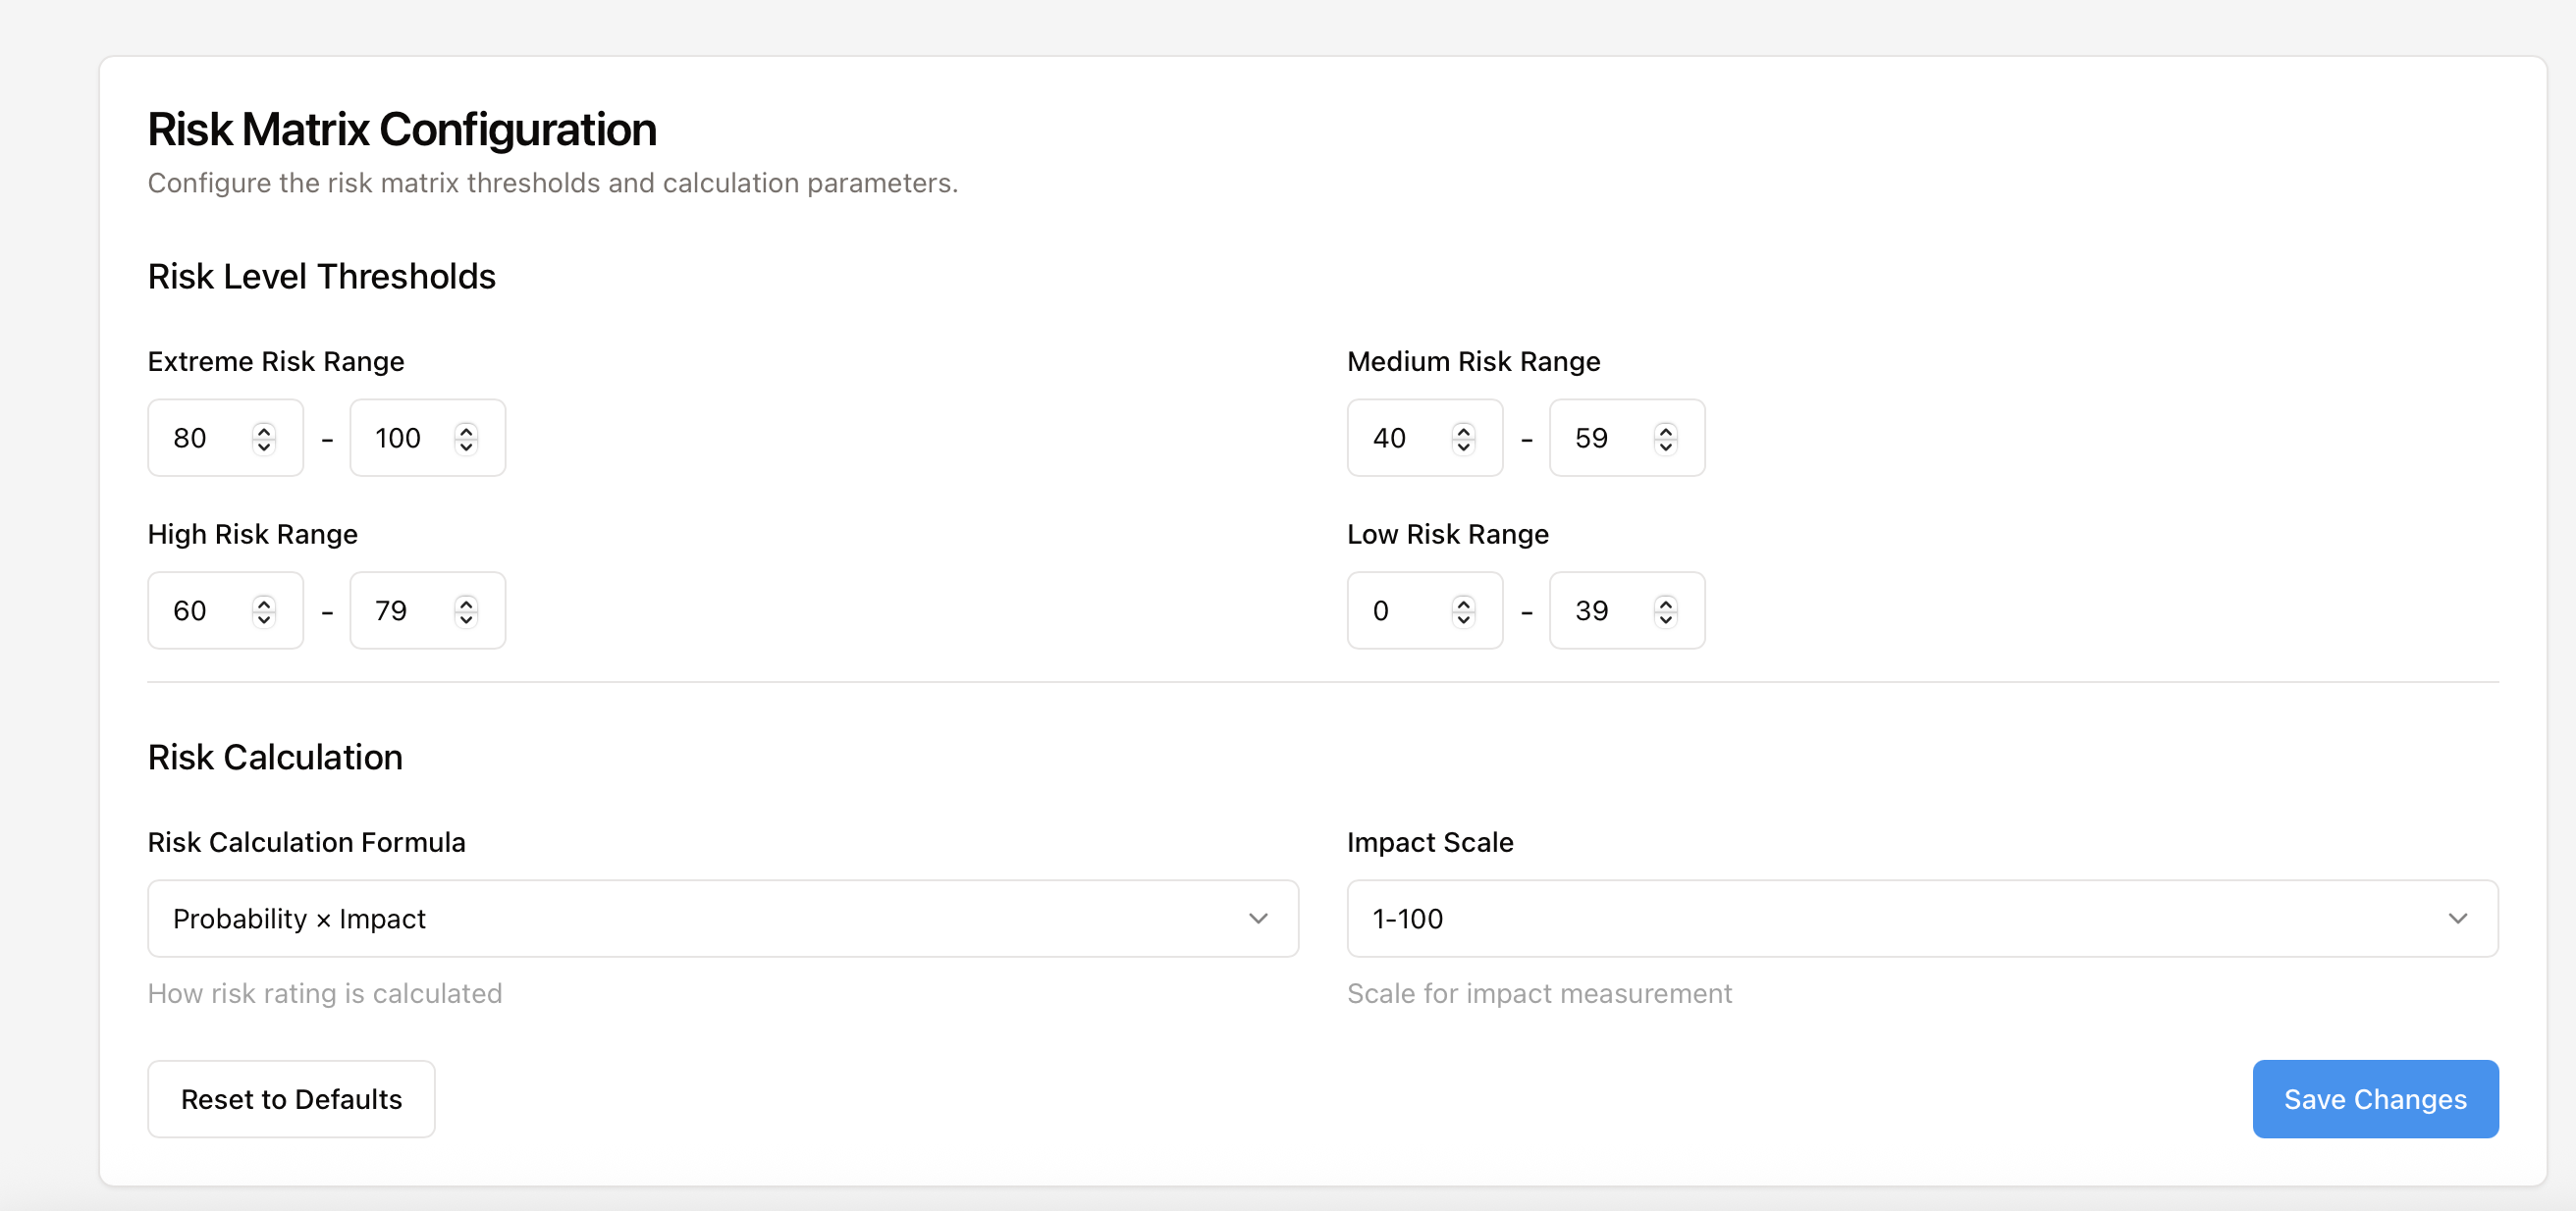 Risk Matrix Configuration
Configure the risk matrix thresholds and calculation parameters.
Risk Level Thresholds
Extreme Risk Range
80 - 100
Medium Risk Range
40 - 59
High Risk Range
60 - 79
Low Risk Range
0 - 39
Risk Calculation
Risk Calculation Formula
Probability × Impact
How risk rating is calculated
Impact Scale
1-100
Scale for impact measurement
Reset to Defaults
Save Changes